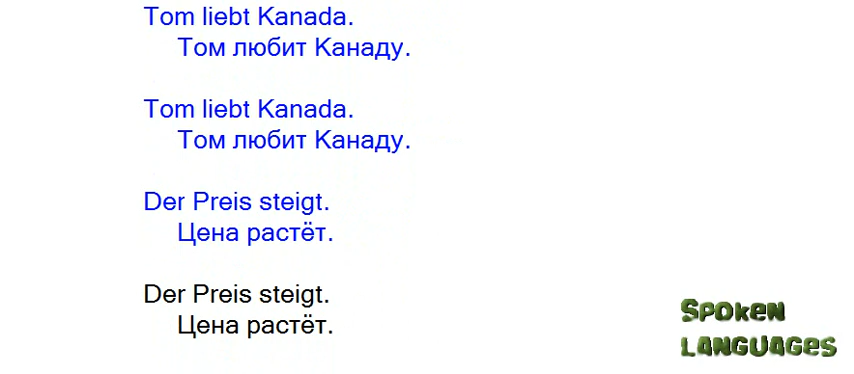 Tom liebt Kanada.
Том любит Канаду.
Tom liebt Kanada.
Том любит Канаду.
Der Preis steigt.
Цена растёт.
Der Preis steigt.
Цена растёт.
SPOKEN
LANGUAGES